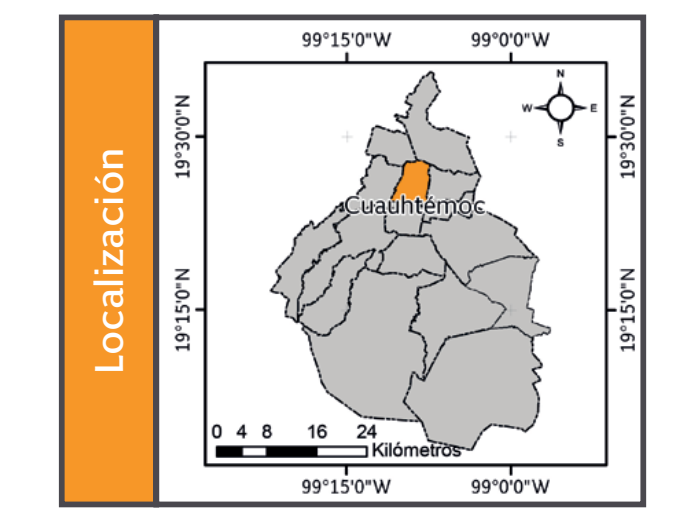 Localización
99°15'0"W 99°0'0"W
N
W E
S
19°30'0"N 19°30'0"N
Cuauhtémoc
19°15'0"N 19°15'0"N
0 4 8 16 24
Kilómetros
99°15'0"W 99°0'0"W